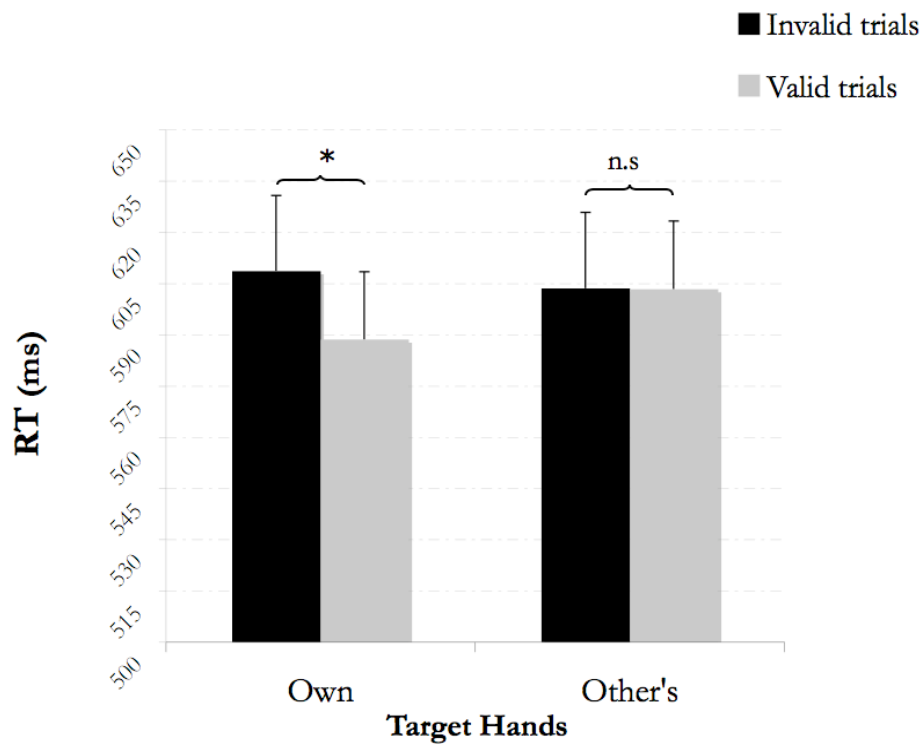 Invalid trials
Valid trials
650
635
620
605
590
575
560
545
530
515
500
RT (ms)
*
n.s
Own
Other's
Target Hands